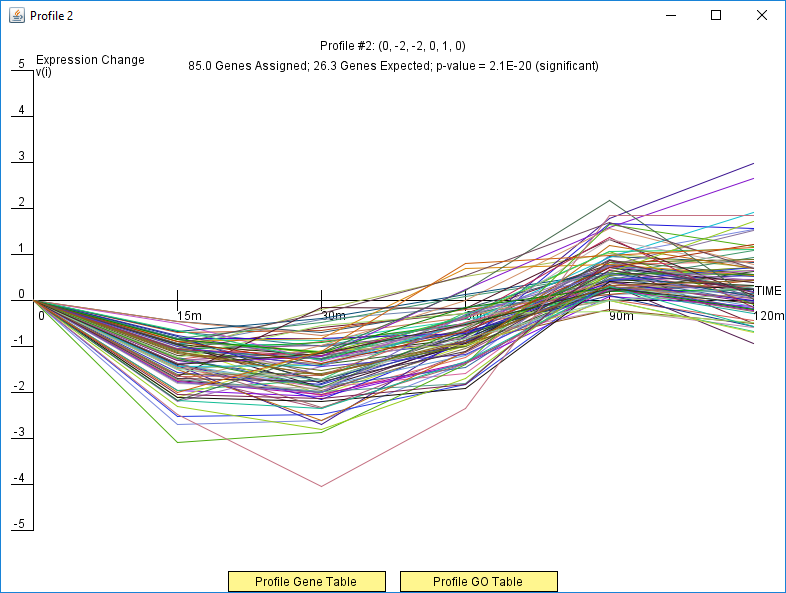 Profile 2
Profile #2: (0, -2, -2, 0, 1, 0)
Expression Change
v(i)
85.0 Genes Assigned; 26.3 Genes Expected; p-value = 2.1E-20 (significant)
5
4
3
2
1
0
-1
-2
-3
-4
-5
TIME
0 15m 30m 90m 120m
Profile Gene Table
Profile GO Table